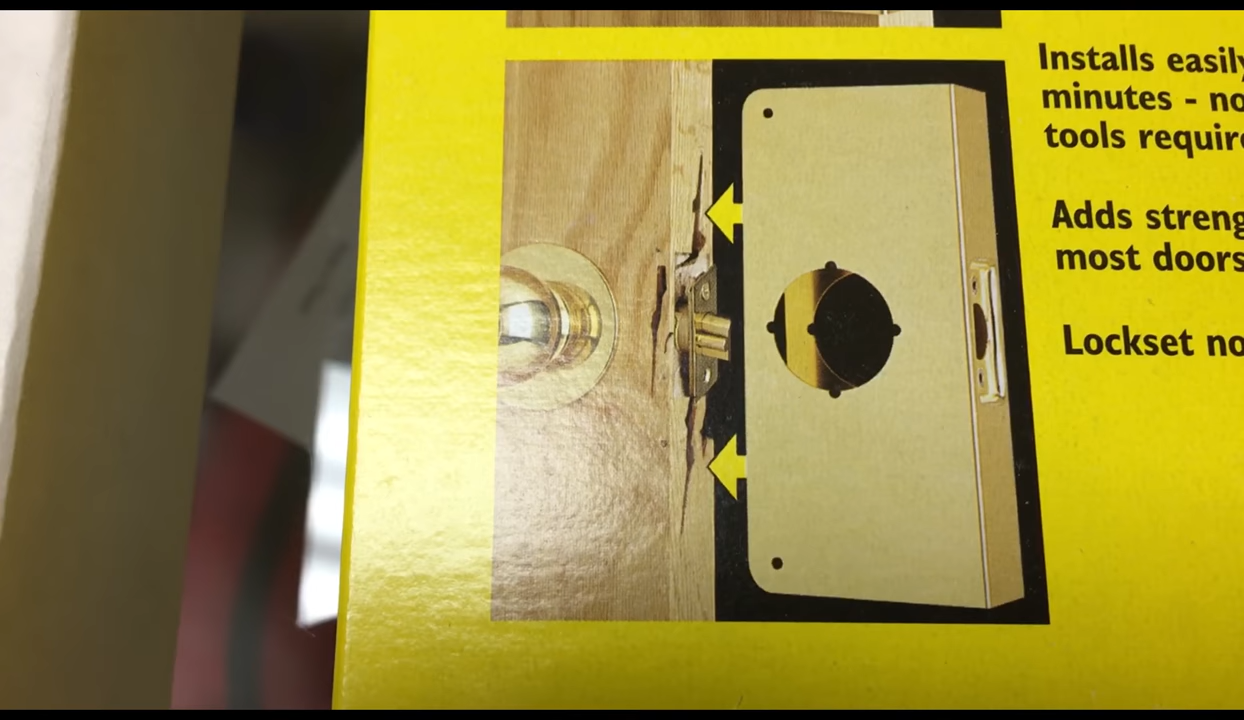 Installs easily
minutes - no
tools require
Adds streng
most doors
Lockset no